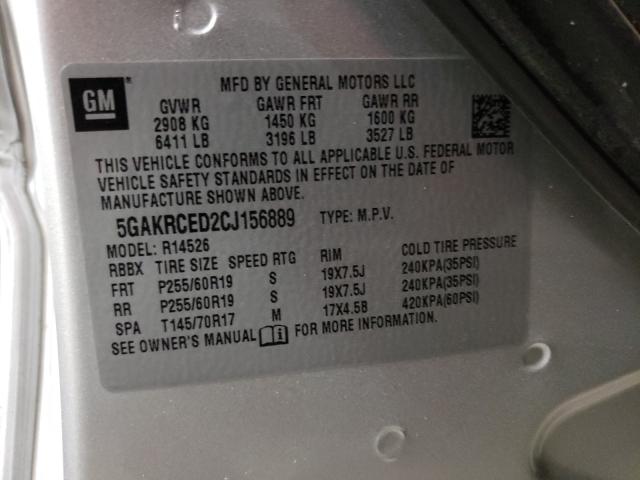 GM
MFD BY GENERAL MOTORS LLC
GVWR GAWR FRT GAWR RR
2908 KG 1450 KG 1600 KG
6411 LB 3196 LB 3527 LB
THIS VEHICLE CONFORMS TO ALL APPLICABLE U.S. FEDERAL MOTOR
VEHICLE SAFETY STANDARDS IN EFFECT ON THE DATE OF
MANUFACTURE SHOWN ABOVE.
5GAKRCED2CJ156889 TYPE: M.P.V.
MODEL: R14526
RBBX TIRE SIZE SPEED RTG RIM COLD TIRE PRESSURE
FRT P255/60R19 S 19X7.5J 240KPA(35PSI)
RR P255/60R19 S 19X7.5J 240KPA(35PSI)
SPA T145/70R17 M 17X4.5B 420KPA(60PSI)
SEE OWNER'S MANUAL FOR MORE INFORMATION.